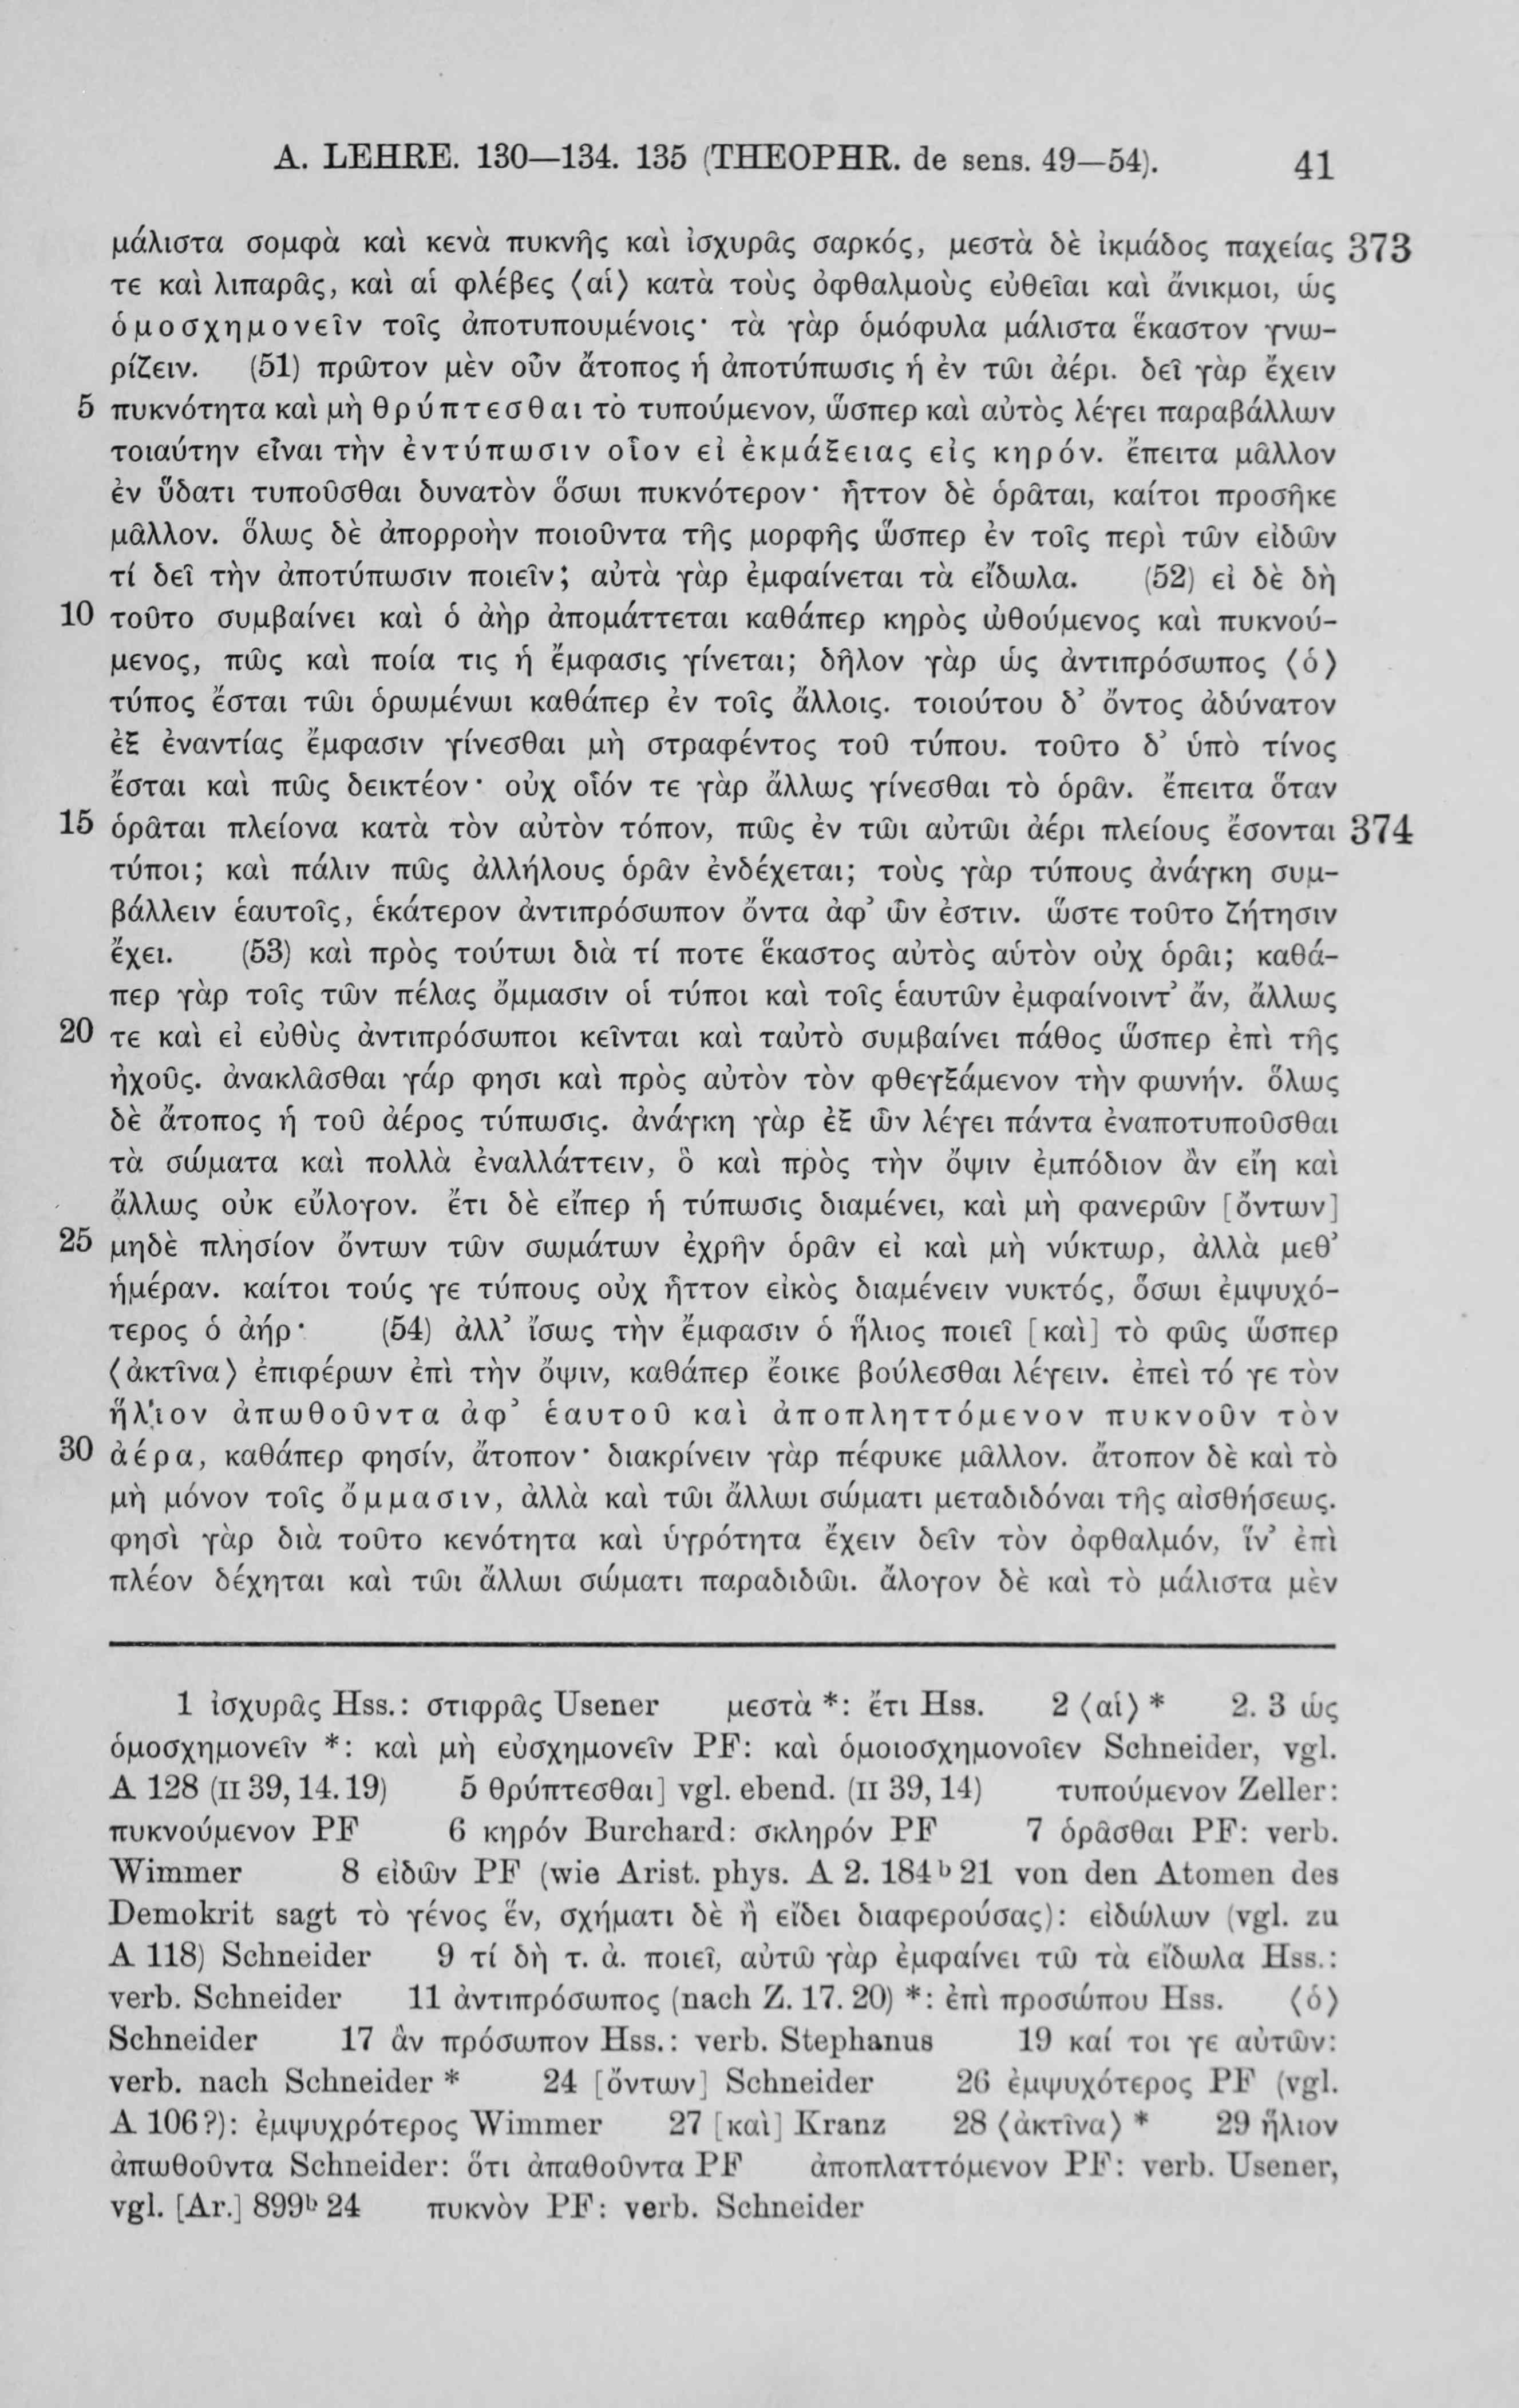 A. LEHRE. 130—134. 135 (THEOPHR. de sens. 49—54). 41
μάλιστα σομφὰ καὶ κενὰ πυκνῆς καὶ ἰσχυρᾶς σαρκός, μεστὰ δὲ ἰκμάδος παχείας 373
τε καὶ λιπαρᾶς, καὶ αἱ φλέβες ⟨αἱ⟩ κατὰ τοὺς ὀφθαλμοὺς εὐθεῖαι καὶ ἄνικμοι, ὡς
ὁμοσχημονεῖν τοῖς ἀποτυπουμένοις· τὰ γὰρ ὁμόφυλα μάλιστα ἕκαστον γνω-
ρίζειν. (51) πρῶτον μὲν οὖν ἄτοπος ἡ ἀποτύπωσις ἡ ἐν τῶι ἀέρι. δεῖ γὰρ ἔχειν
5 πυκνότητα καὶ μὴ θρύπτεσθαι τὸ τυπούμενον, ὥσπερ καὶ αὐτὸς λέγει παραβάλλων
τοιαύτην εἶναι τὴν ἐντύπωσιν οἷον εἰ ἐκμάξειας εἰς κηρόν. ἔπειτα μᾶλλον
ἐν ὕδατι τυποῦσθαι δυνατὸν ὅσωι πυκνότερον· ἧττον δὲ ὁρᾶται, καίτοι προσῆκε
μᾶλλον. ὅλως δὲ ἀπορροὴν ποιοῦντα τῆς μορφῆς ὥσπερ ἐν τοῖς περὶ τῶν εἰδῶν
τί δεῖ τὴν ἀποτύπωσιν ποιεῖν; αὐτὰ γὰρ ἐμφαίνεται τὰ εἴδωλα. (52) εἰ δὲ δὴ
10 τοῦτο συμβαίνει καὶ ὁ ἀὴρ ἀπομάττεται καθάπερ κηρὸς ὠθούμενος καὶ πυκνού-
μενος, πῶς καὶ ποία τις ἡ ἔμφασις γίνεται; δῆλον γὰρ ὡς ἀντιπρόσωπος ⟨ὁ⟩
τύπος ἔσται τῶι ὁρωμένωι καθάπερ ἐν τοῖς ἄλλοις. τοιούτου δ᾽ ὄντος ἀδύνατον
ἐξ ἐναντίας ἔμφασιν γίνεσθαι μὴ στραφέντος τοῦ τύπου. τοῦτο δ᾽ ὑπὸ τίνος
ἔσται καὶ πῶς δεικτέον· οὐχ οἷόν τε γὰρ ἄλλως γίνεσθαι τὸ ὁρᾶν. ἔπειτα ὅταν
15 ὁρᾶται πλείονα κατὰ τὸν αὐτὸν τόπον, πῶς ἐν τῶι αὐτῶι ἀέρι πλείους ἔσονται 374
τύποι; καὶ πάλιν πῶς ἀλλήλους ὁρᾶν ἐνδέχεται; τοὺς γὰρ τύπους ἀνάγκη συμ-
βάλλειν ἑαυτοῖς, ἑκάτερον ἀντιπρόσωπον ὄντα ἀφ᾽ ὧν ἐστιν. ὥστε τοῦτο ζήτησιν
ἔχει. (53) καὶ πρὸς τούτωι διὰ τί ποτε ἕκαστος αὐτὸς αὑτὸν οὐχ ὁρᾶι; καθά-
περ γὰρ τοῖς τῶν πέλας ὄμμασιν οἱ τύποι καὶ τοῖς ἑαυτῶν ἐμφαίνοιντ᾽ ἄν, ἄλλως
20 τε καὶ εἰ εὐθὺς ἀντιπρόσωποι κεῖνται καὶ ταὐτὸ συμβαίνει πάθος ὥσπερ ἐπὶ τῆς
ἠχοῦς. ἀνακλᾶσθαι γάρ φησι καὶ πρὸς αὐτὸν τὸν φθεγξάμενον τὴν φωνήν. ὅλως
δὲ ἄτοπος ἡ τοῦ ἀέρος τύπωσις. ἀνάγκη γὰρ ἐξ ὧν λέγει πάντα ἐναποτυποῦσθαι
τὰ σώματα καὶ πολλὰ ἐναλλάττειν, ὃ καὶ πρὸς τὴν ὄψιν ἐμπόδιον ἂν εἴη καὶ
ἄλλως οὐκ εὔλογον. ἔτι δὲ εἴπερ ἡ τύπωσις διαμένει, καὶ μὴ φανερῶν [ὄντων]
25 μηδὲ πλησίον ὄντων τῶν σωμάτων ἐχρῆν ὁρᾶν εἰ καὶ μὴ νύκτωρ, ἀλλὰ μεθ᾽
ἡμέραν. καίτοι τούς γε τύπους οὐχ ἧττον εἰκὸς διαμένειν νυκτός, ὅσωι ἐμψυχό-
τερος ὁ ἀήρ· (54) ἀλλ᾽ ἴσως τὴν ἔμφασιν ὁ ἥλιος ποιεῖ [καὶ] τὸ φῶς ὥσπερ
⟨ἀκτῖνα⟩ ἐπιφέρων ἐπὶ τὴν ὄψιν, καθάπερ ἔοικε βούλεσθαι λέγειν. ἐπεὶ τό γε τὸν
ἥλιον ἀπωθοῦντα ἀφ᾽ ἑαυτοῦ καὶ ἀποπληττόμενον πυκνοῦν τὸν
30 ἀέρα, καθάπερ φησίν, ἄτοπον· διακρίνειν γὰρ πέφυκε μᾶλλον. ἄτοπον δὲ καὶ τὸ
μὴ μόνον τοῖς ὄμμασιν, ἀλλὰ καὶ τῶι ἄλλωι σώματι μεταδιδόναι τῆς αἰσθήσεως.
φησὶ γὰρ διὰ τοῦτο κενότητα καὶ ὑγρότητα ἔχειν δεῖν τὸν ὀφθαλμόν, ἵν᾽ ἐπὶ
πλέον δέχηται καὶ τῶι ἄλλωι σώματι παραδιδῶι. ἄλογον δὲ καὶ τὸ μάλιστα μὲν
1 ἰσχυρᾶς Hss.: στιφρᾶς Usener μεστὰ *: ἔτι Hss. 2 ⟨αἱ⟩ * 2. 3 ὡς
ὁμοσχημονεῖν *: καὶ μὴ εὐσχημονεῖν PF: καὶ ὁμοιοσχημονοῖεν Schneider, vgl.
A 128 (II 39, 14. 19) 5 θρύπτεσθαι] vgl. ebend. (II 39, 14) τυπούμενον Zeller:
πυκνούμενον PF 6 κηρόν Burchard: σκληρόν PF 7 ὁρᾶσθαι PF: verb.
Wimmer 8 εἰδῶν PF (wie Arist. phys. A 2. 184ᵇ 21 von den Atomen des
Demokrit sagt τὸ γένος ἕν, σχήματι δὲ ἢ εἴδει διαφερούσας): εἰδώλων (vgl. zu
A 118) Schneider 9 τί δὴ τ. ἀ. ποιεῖ, αὐτῶ γὰρ ἐμφαίνει τῶ τὰ εἴδωλα Hss.:
verb. Schneider 11 ἀντιπρόσωπος (nach Z. 17. 20) *: ἐπὶ προσώπου Hss. ⟨ὁ⟩
Schneider 17 ἂν πρόσωπον Hss.: verb. Stephanus 19 καί τοι γε αὐτῶν:
verb. nach Schneider * 24 [ὄντων] Schneider 26 ἐμψυχότερος PF (vgl.
A 106?): ἐμψυχρότερος Wimmer 27 [καὶ] Kranz 28 ⟨ἀκτῖνα⟩ * 29 ἥλιον
ἀπωθοῦντα Schneider: ὅτι ἀπαθοῦντα PF ἀποπλαττόμενον PF: verb. Usener,
vgl. [Ar.] 899ᵇ 24 πυκνὸν PF: verb. Schneider